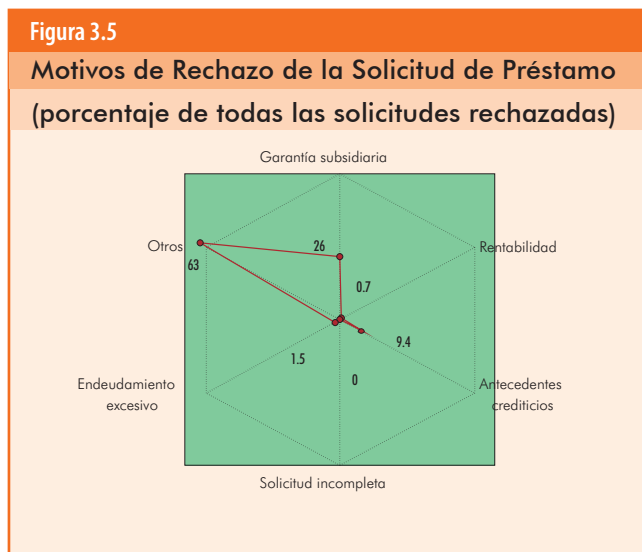 Figura 3.5
Motivos de Rechazo de la Solicitud de Préstamo
(porcentaje de todas las solicitudes rechazadas)
Garantía subsidiaria
Otros
26
Rentabilidad
63
0.7
9.4
1.5
0
Endeudamiento
excesivo
Antecedentes
crediticios
Solicitud incompleta